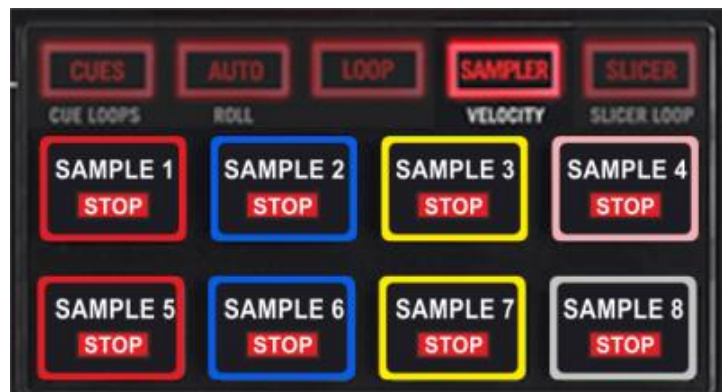 CUES AUTO LOOP SAMPLER SLICER
CUE LOOPS ROLL VELOCITY SLICER LOOP
SAMPLE 1 SAMPLE 2 SAMPLE 3 SAMPLE 4
STOP STOP STOP STOP
SAMPLE 5 SAMPLE 6 SAMPLE 7 SAMPLE 8
STOP STOP STOP STOP